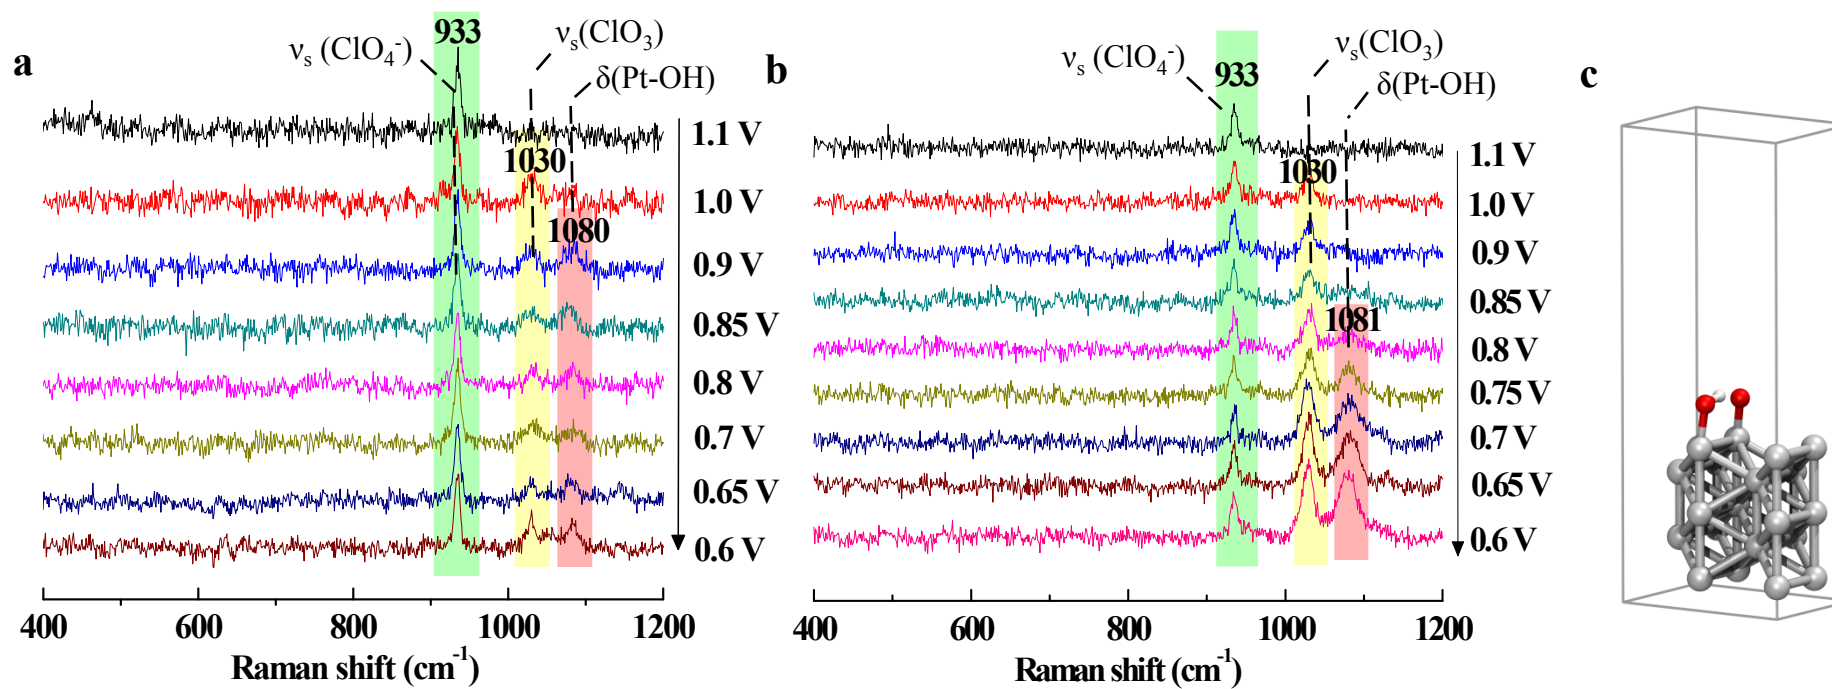 a
νs (ClO4-)
933
νs(ClO3)
δ(Pt-OH)
1030
1080
1.1 V
1.0 V
0.9 V
0.85 V
0.8 V
0.7 V
0.65 V
0.6 V
400 600 800 1000 1200
Raman shift (cm-1)
b
νs (ClO4-)
933
νs(ClO3)
δ(Pt-OH)
1030
1081
1.1 V
1.0 V
0.9 V
0.85 V
0.8 V
0.75 V
0.7 V
0.65 V
0.6 V
400 600 800 1000 1200
Raman shift (cm-1)
c